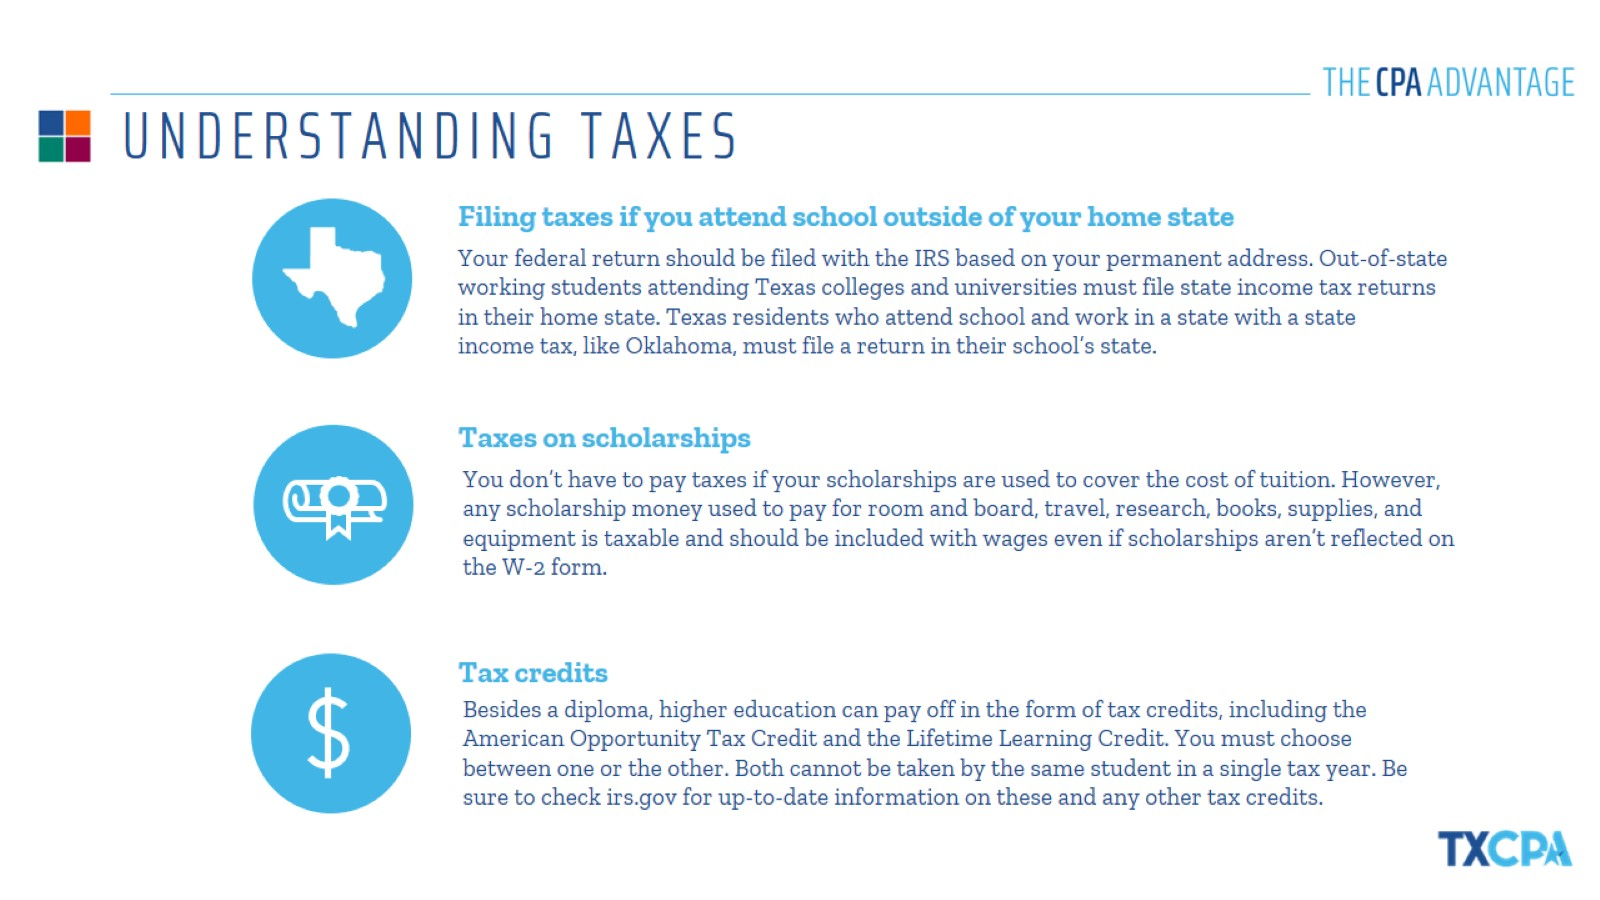 THE CPA ADVANTAGE
UNDERSTANDING TAXES
Filing taxes if you attend school outside of your home state
Your federal return should be filed with the IRS based on your permanent address. Out-of-state
working students attending Texas colleges and universities must file state income tax returns
in their home state. Texas residents who attend school and work in a state with a state
income tax, like Oklahoma, must file a return in their school’s state.
Taxes on scholarships
You don’t have to pay taxes if your scholarships are used to cover the cost of tuition. However,
any scholarship money used to pay for room and board, travel, research, books, supplies, and
equipment is taxable and should be included with wages even if scholarships aren’t reflected on
the W-2 form.
$
Tax credits
Besides a diploma, higher education can pay off in the form of tax credits, including the
American Opportunity Tax Credit and the Lifetime Learning Credit. You must choose
between one or the other. Both cannot be taken by the same student in a single tax year. Be
sure to check irs.gov for up-to-date information on these and any other tax credits.
TXCPA